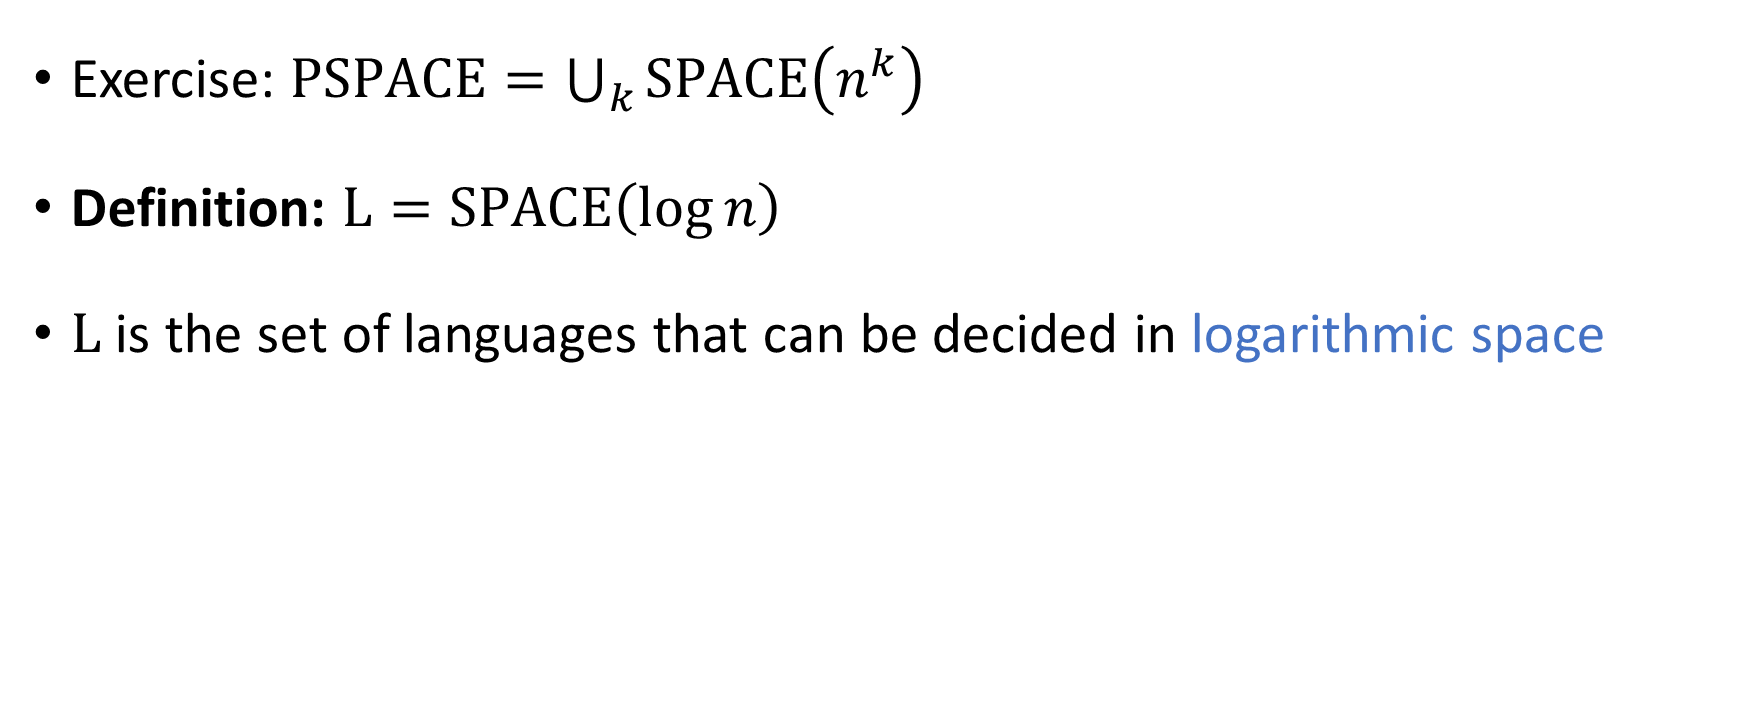 • Exercise: PSPACE = ⋃ₖ SPACE(nᵏ)
• Definition: L = SPACE(log n)
• L is the set of languages that can be decided in logarithmic space